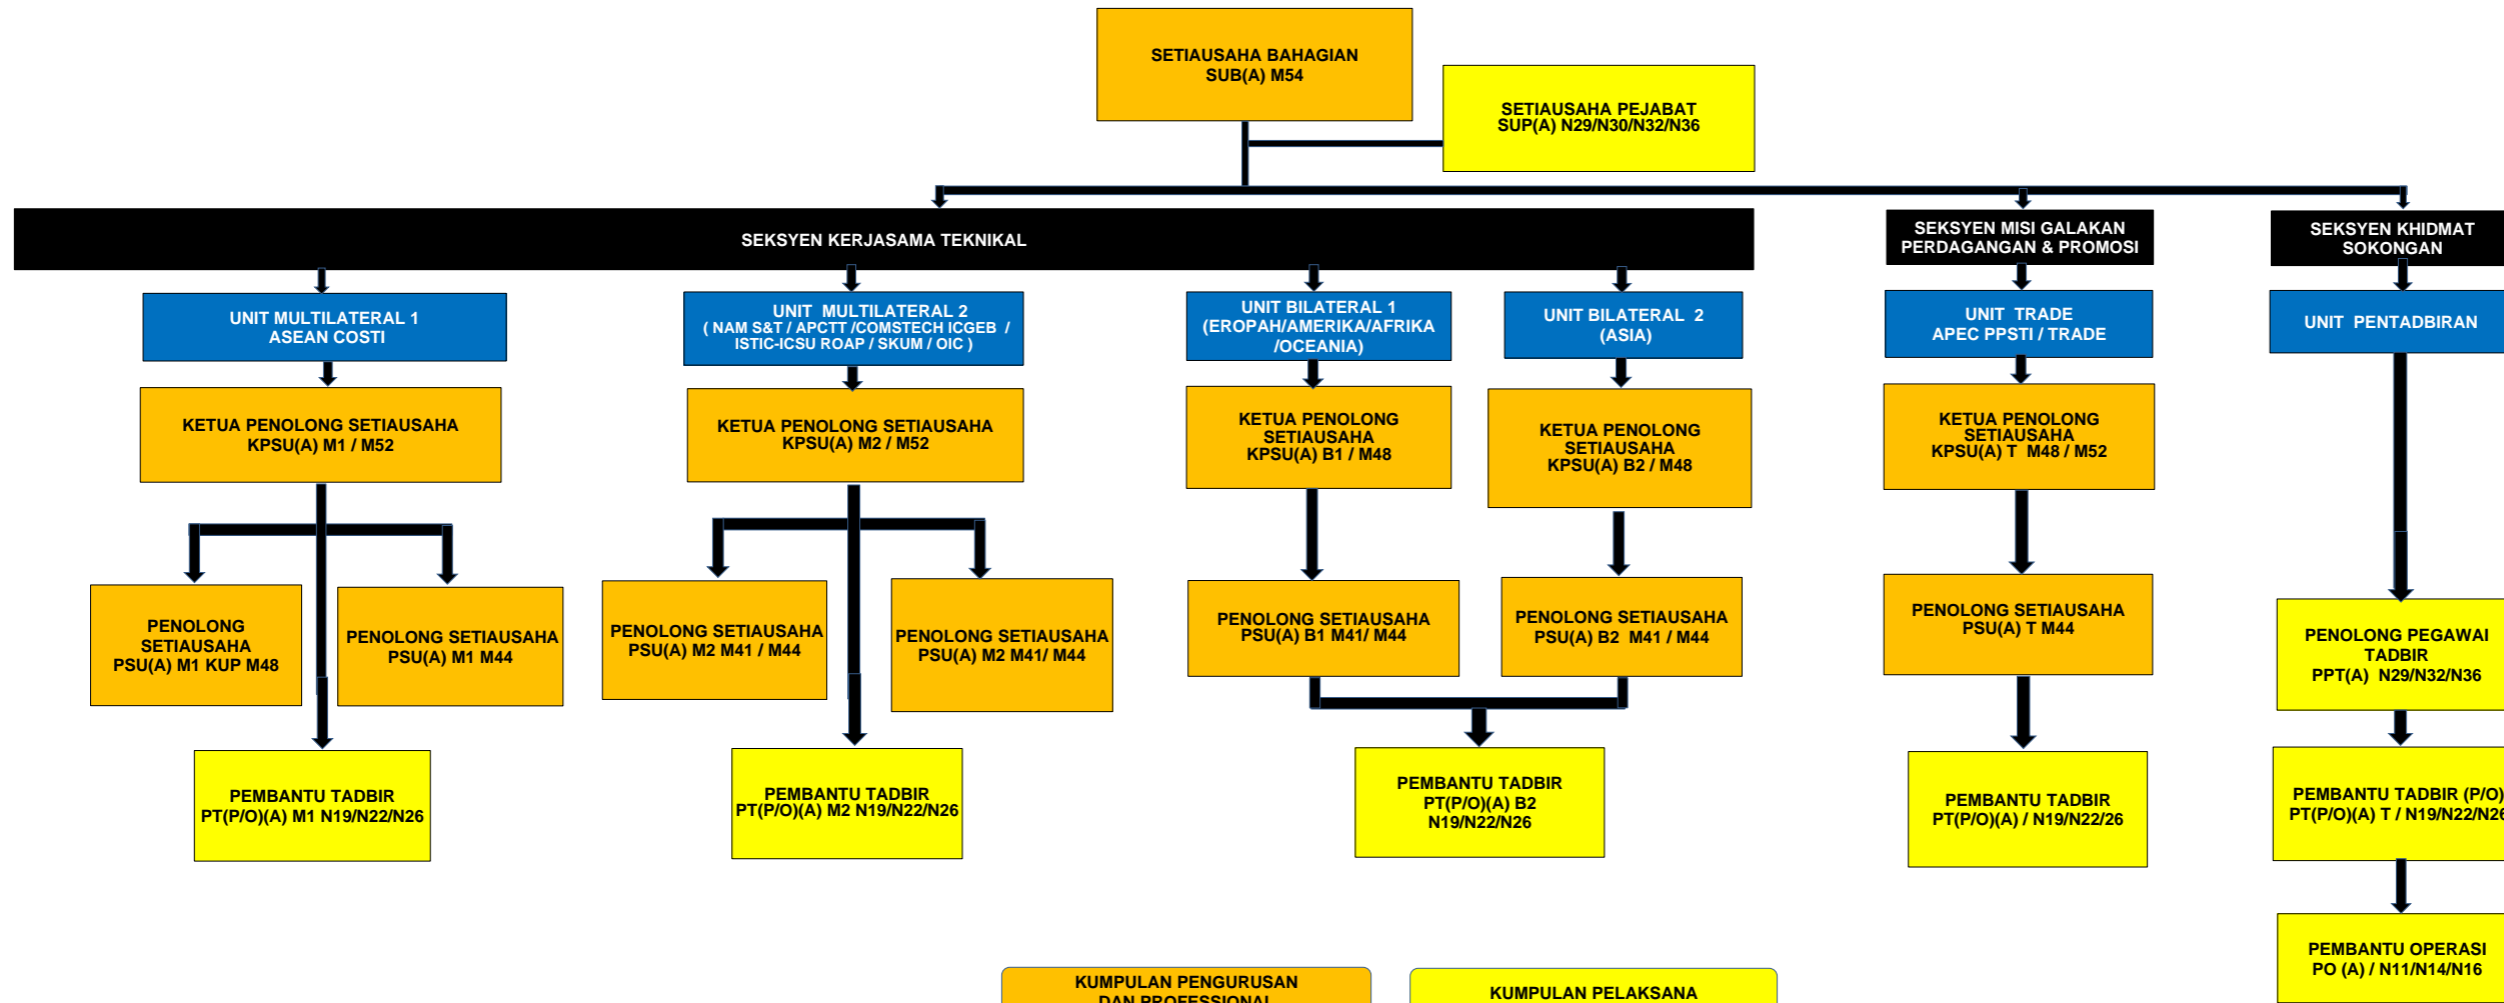 SETIAUSAHA BAHAGIAN
SUB(A) M54
SETIAUSAHA PEJABAT
SUP(A) N29/N30/N32/N36
SEKSYEN KERJASAMA TEKNIKAL
SEKSYEN MISI GALAKAN
PERDAGANGAN & PROMOSI
SEKSYEN KHIDMAT
SOKONGAN
UNIT MULTILATERAL 1
ASEAN COSTI
UNIT MULTILATERAL 2
( NAM S&T / APCTT /COMSTECH ICGEB /
ISTIC-ICSU ROAP / SKUM / OIC )
UNIT BILATERAL 1
(EROPAH/AMERIKA/AFRIKA
/OCEANIA)
UNIT BILATERAL 2
(ASIA)
UNIT TRADE
APEC PPSTI / TRADE
UNIT PENTADBIRAN
KETUA PENOLONG SETIAUSAHA
KPSU(A) M1 / M52
KETUA PENOLONG SETIAUSAHA
KPSU(A) M2 / M52
KETUA PENOLONG
SETIAUSAHA
KPSU(A) B1 / M48
KETUA PENOLONG
SETIAUSAHA
KPSU(A) B2 / M48
KETUA PENOLONG
SETIAUSAHA
KPSU(A) T M48 / M52
PENOLONG
SETIAUSAHA
PSU(A) M1 KUP M48
PENOLONG SETIAUSAHA
PSU(A) M1 M44
PENOLONG SETIAUSAHA
PSU(A) M2 M41 / M44
PENOLONG SETIAUSAHA
PSU(A) M2 M41/ M44
PENOLONG SETIAUSAHA
PSU(A) B1 M41/ M44
PENOLONG SETIAUSAHA
PSU(A) B2 M41 / M44
PENOLONG SETIAUSAHA
PSU(A) T M44
PENOLONG PEGAWAI
TADBIR
PPT(A) N29/N32/N36
PEMBANTU TADBIR
PT(P/O)(A) M1 N19/N22/N26
PEMBANTU TADBIR
PT(P/O)(A) M2 N19/N22/N26
PEMBANTU TADBIR
PT(P/O)(A) B2
N19/N22/N26
PEMBANTU TADBIR
PT(P/O)(A) / N19/N22/26
PEMBANTU TADBIR (P/O)
PT(P/O)(A) T / N19/N22/N26
PEMBANTU OPERASI
PO (A) / N11/N14/N16
KUMPULAN PENGURUSAN
DAN PROFESSIONAL
KUMPULAN PELAKSANA